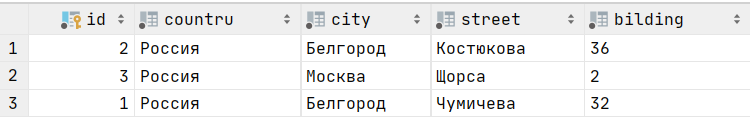 id countru city street bilding
1 2 Россия Белгород Костюкова 36
2 3 Россия Москва Щорса 2
3 1 Россия Белгород Чумичева 32